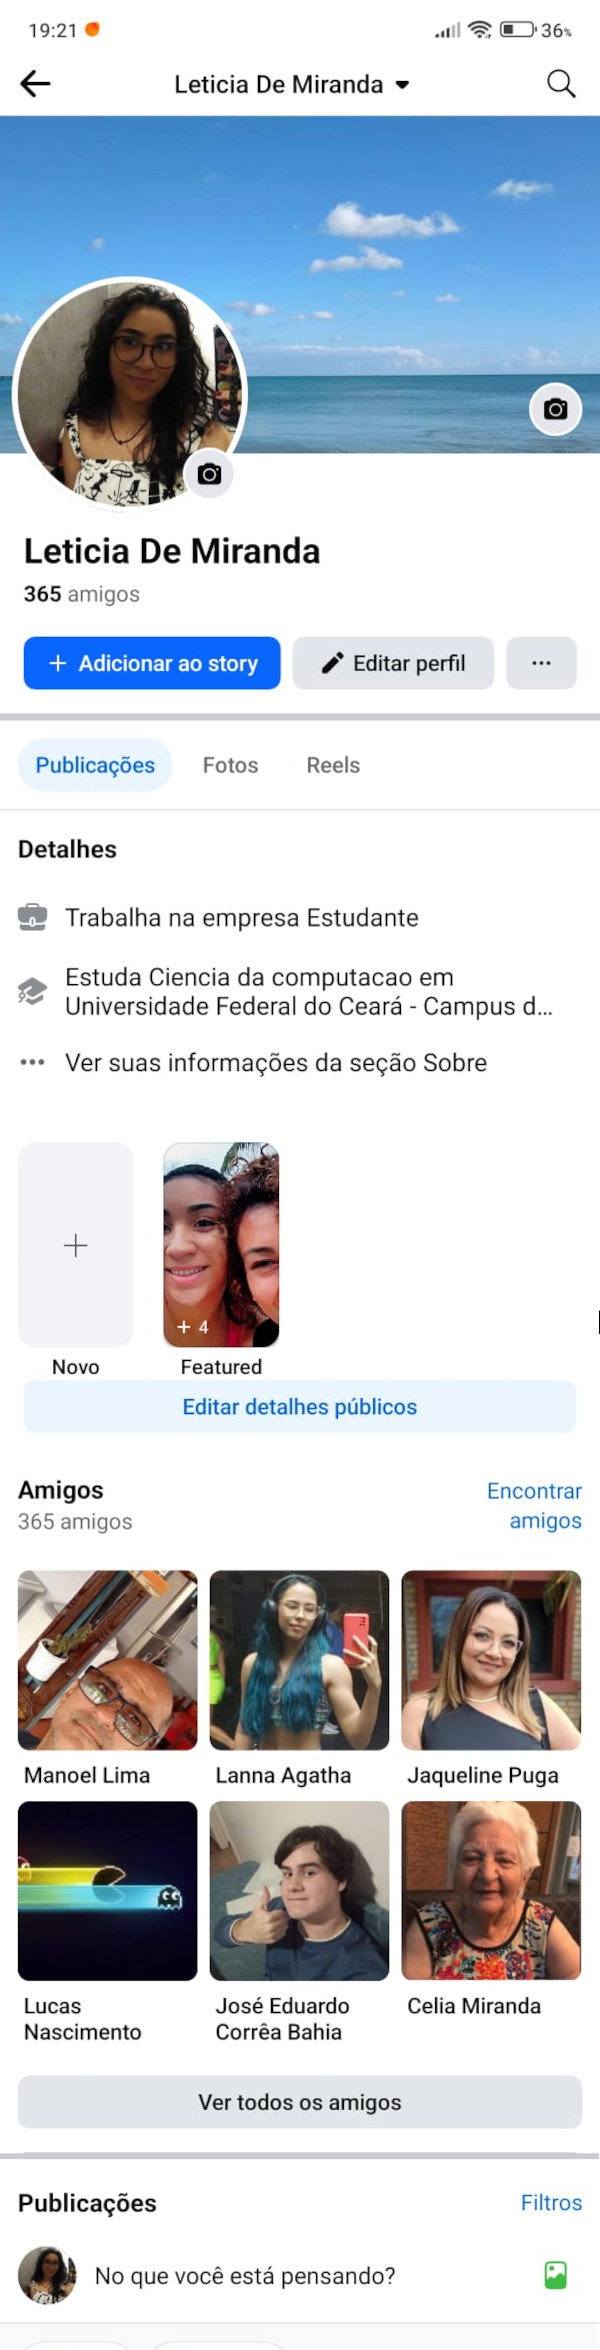 19:21
36%
Leticia De Miranda
Leticia De Miranda
365 amigos
+ Adicionar ao story
Editar perfil
...
Publicações
Fotos
Reels
Detalhes
Trabalha na empresa Estudante
Estuda Ciencia da computacao em
Universidade Federal do Ceará - Campus d...
Ver suas informações da seção Sobre
+ 4
Novo
Featured
Editar detalhes públicos
Amigos
Encontrar
amigos
365 amigos
Manoel Lima
Lanna Agatha
Jaqueline Puga
Lucas
Nascimento
José Eduardo
Corrêa Bahia
Celia Miranda
Ver todos os amigos
Publicações
Filtros
No que você está pensando?